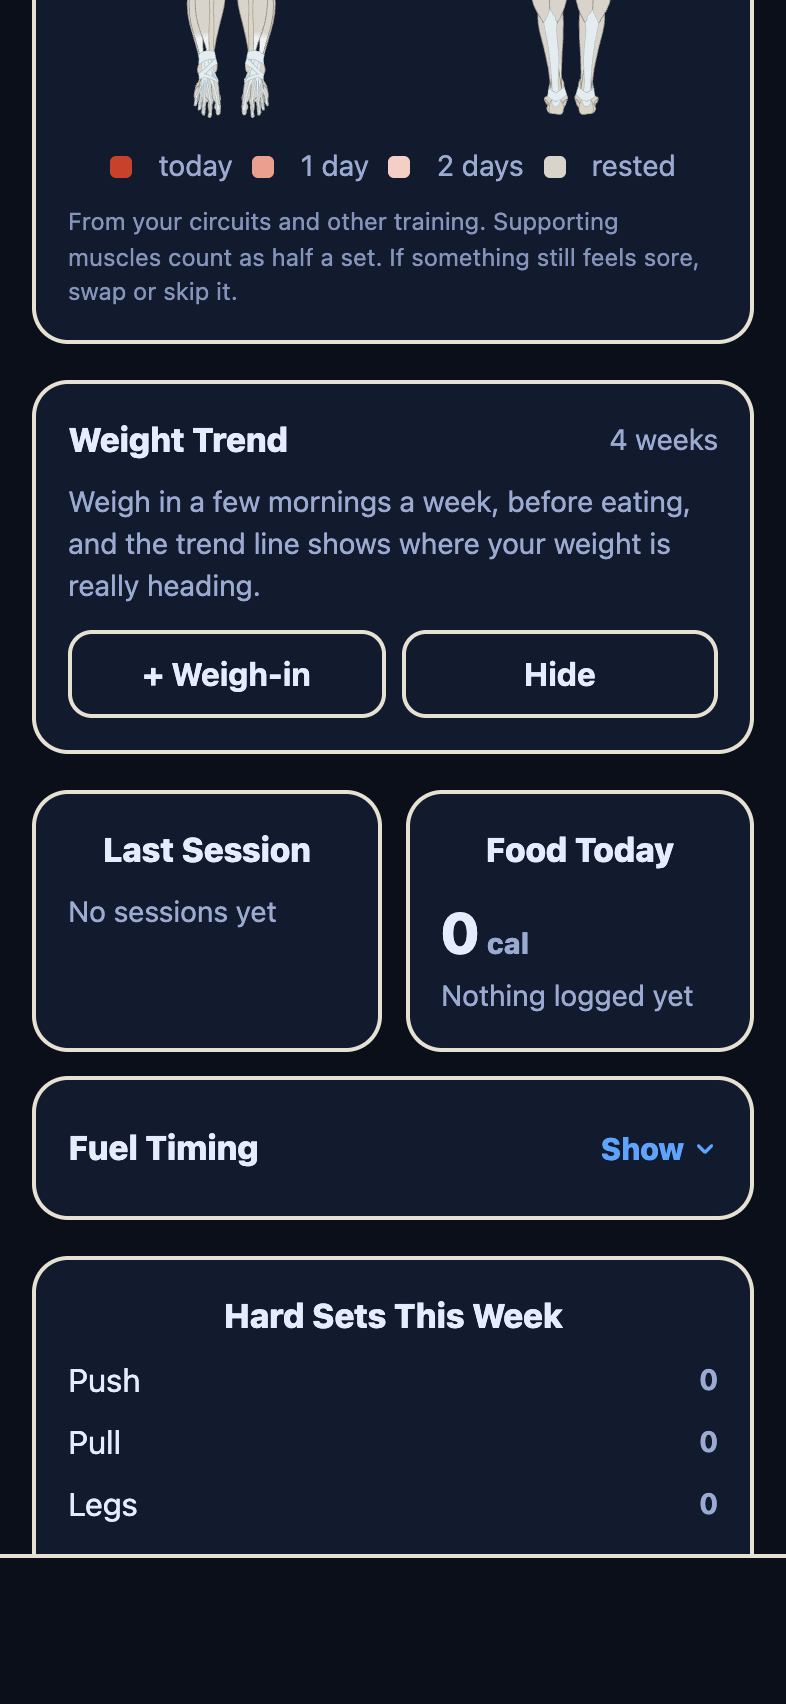 today 1 day 2 days rested
From your circuits and other training. Supporting
muscles count as half a set. If something still feels sore,
swap or skip it.
Weight Trend 4 weeks
Weigh in a few mornings a week, before eating,
and the trend line shows where your weight is
really heading.
+ Weigh-in Hide
Last Session
No sessions yet
Food Today
0 cal
Nothing logged yet
Fuel Timing Show
Hard Sets This Week
Push 0
Pull 0
Legs 0